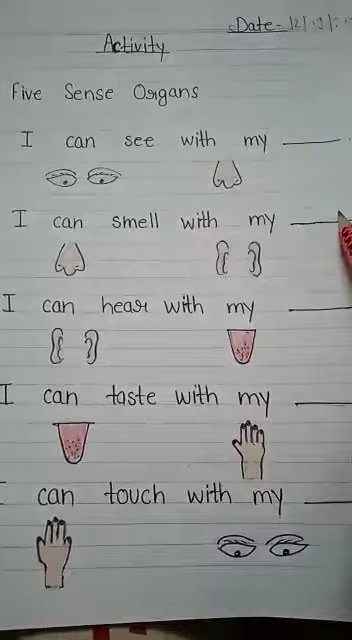 Date-
Activity
Five Sense Organs
I can see with my
I can smell with my
I can hear with my
I can taste with my
I can touch with my